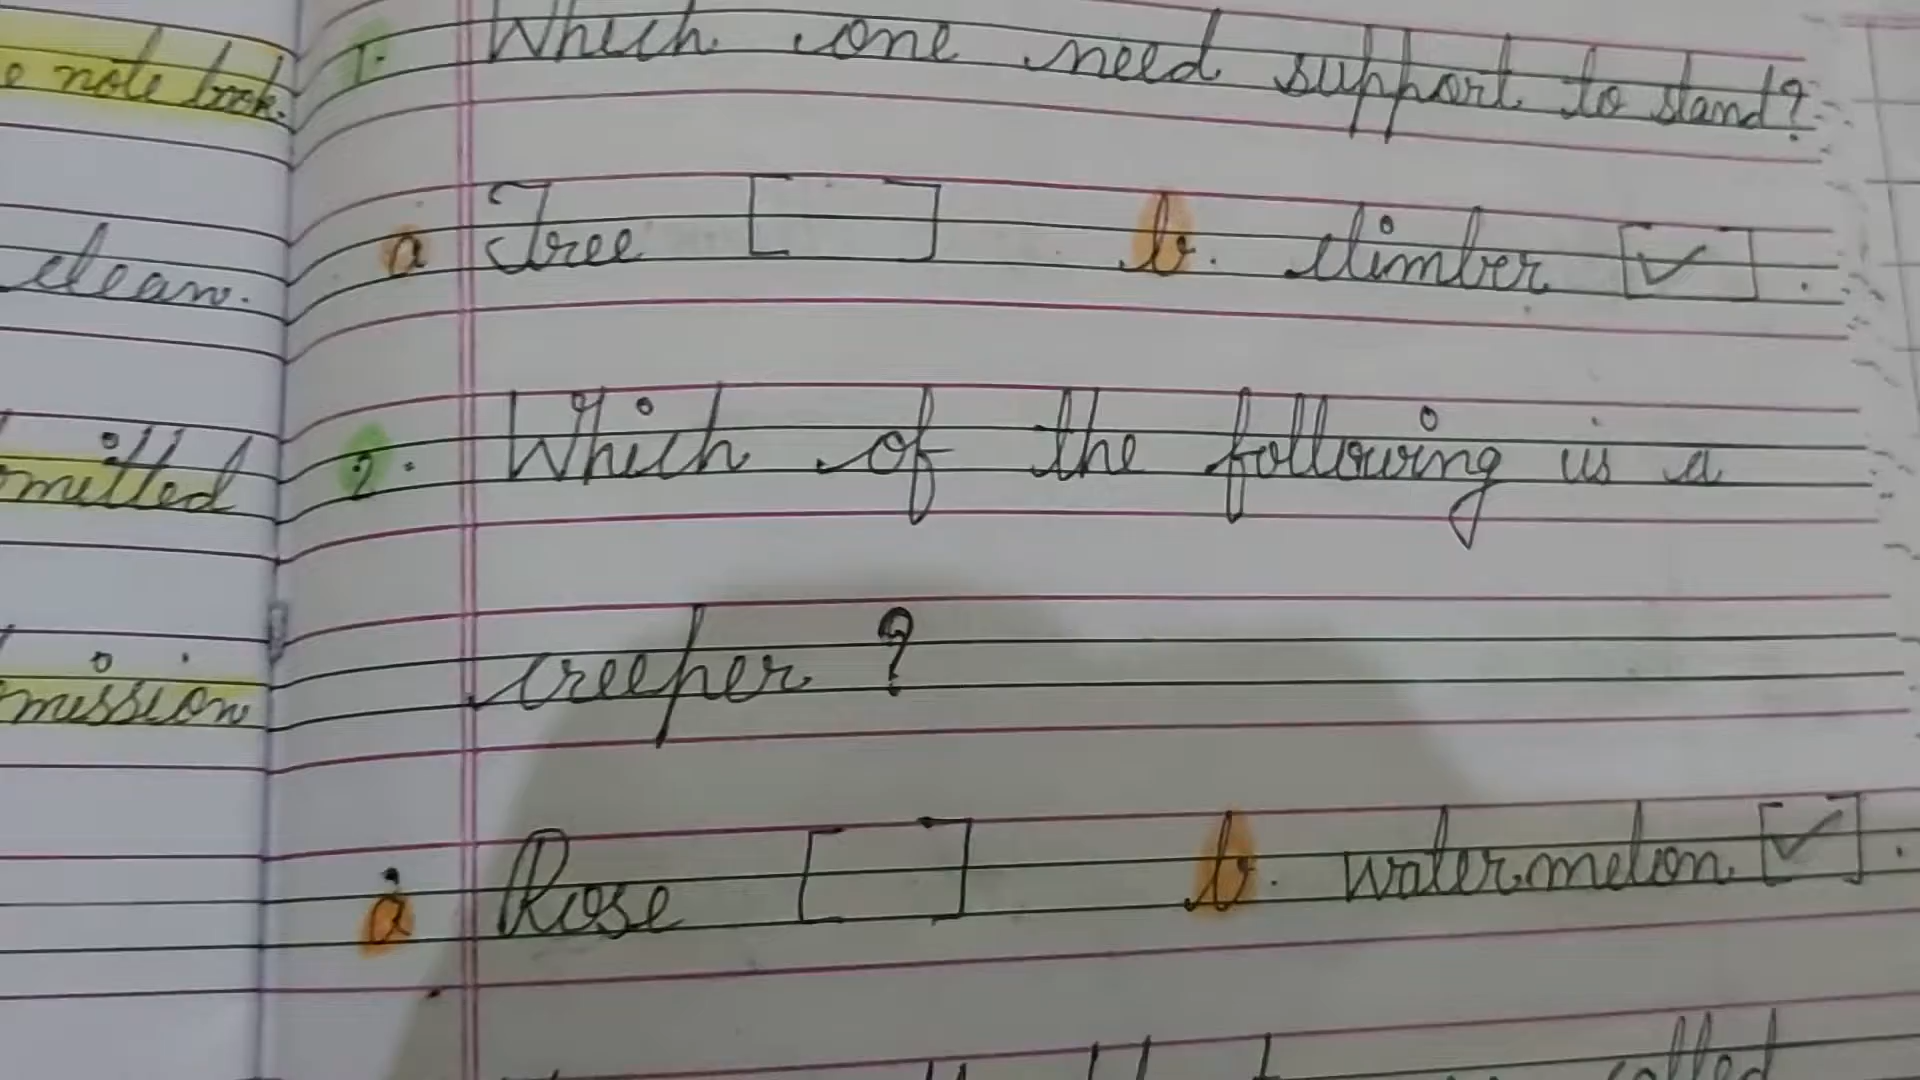 e note book.
clean.
mitted
mission
1. Which one need support to stand?
a Tree b. climber ✓.
2. Which of the following is a
creeper?
a Rose b. watermelon ✓.
called